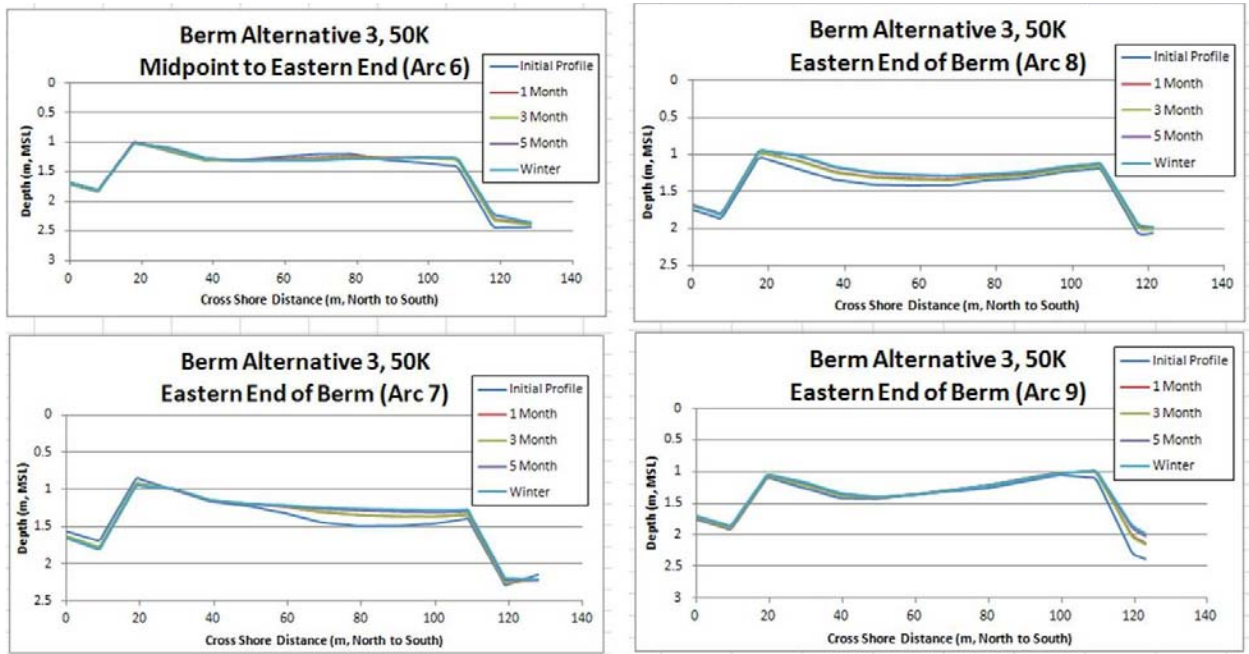 Berm Alternative 3, 50K
Midpoint to Eastern End (Arc 6)
Initial Profile
1 Month
3 Month
5 Month
Winter
0
0.5
1
1.5
2
2.5
3
Depth (m, MSL)
0 20 40 60 80 100 120 140
Cross Shore Distance (m, North to South)
Berm Alternative 3, 50K
Eastern End of Berm (Arc 8)
Initial Profile
1 Month
3 Month
5 Month
Winter
0
0.5
1
1.5
2
2.5
Depth (m, MSL)
0 20 40 60 80 100 120 140
Cross Shore Distance (m, North to South)
Berm Alternative 3, 50K
Eastern End of Berm (Arc 7)
Initial Profile
1 Month
3 Month
5 Month
Winter
0
0.5
1
1.5
2
2.5
Depth (m, MSL)
0 20 40 60 80 100 120 140
Cross Shore Distance (m, North to South)
Berm Alternative 3, 50K
Eastern End of Berm (Arc 9)
Initial Profile
1 Month
3 Month
5 Month
Winter
0
0.5
1
1.5
2
2.5
3
Depth (m, MSL)
0 20 40 60 80 100 120 140
Cross Shore Distance (m, North to South)